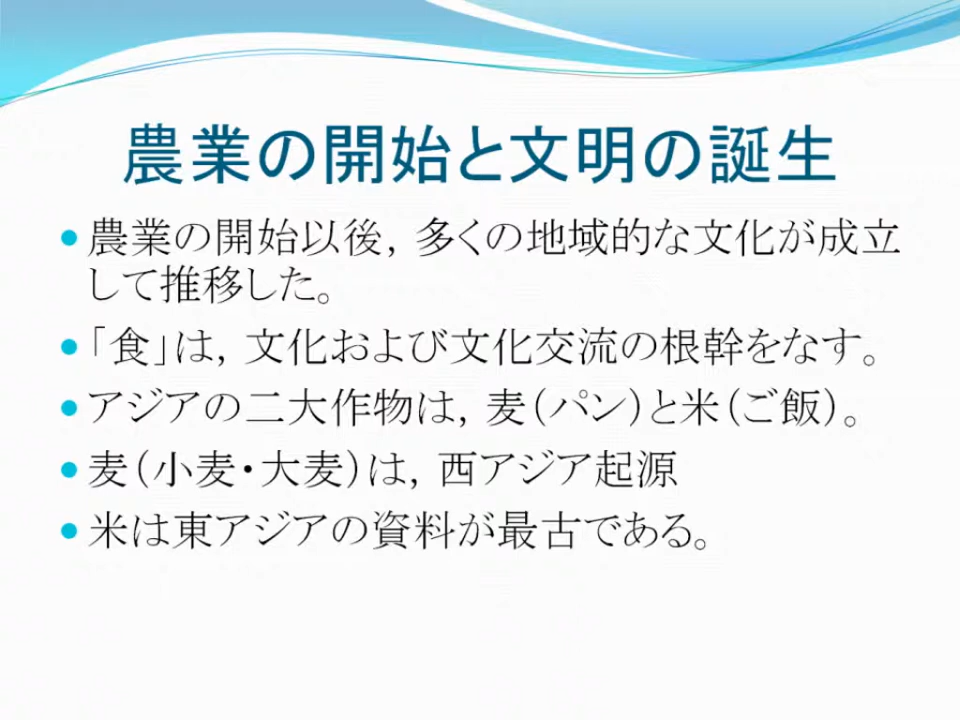 農業の開始と文明の誕生
●農業の開始以後，多くの地域的な文化が成立
して推移した。
●「食」は，文化および文化交流の根幹をなす。
●アジアの二大作物は，麦（パン）と米（ご飯）。
●麦（小麦・大麦）は，西アジア起源
●米は東アジアの資料が最古である。